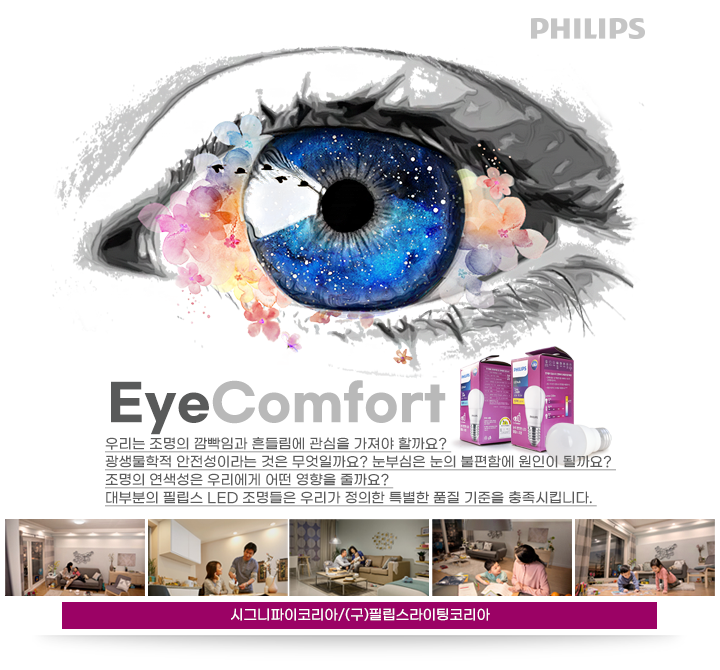 PHILIPS
EyeComfort
우리는 조명의 깜빡임과 흔들림에 관심을 가져야 할까요?
광생물학적 안전성이라는 것은 무엇일까요? 눈부심은 눈의 불편함에 원인이 될까요?
조명의 연색성은 우리에게 어떤 영향을 줄까요?
대부분의 필립스 LED 조명들은 우리가 정의한 특별한 품질 기준을 충족시킵니다.
PHILIPS
시그니파이코리아/(구)필립스라이팅코리아